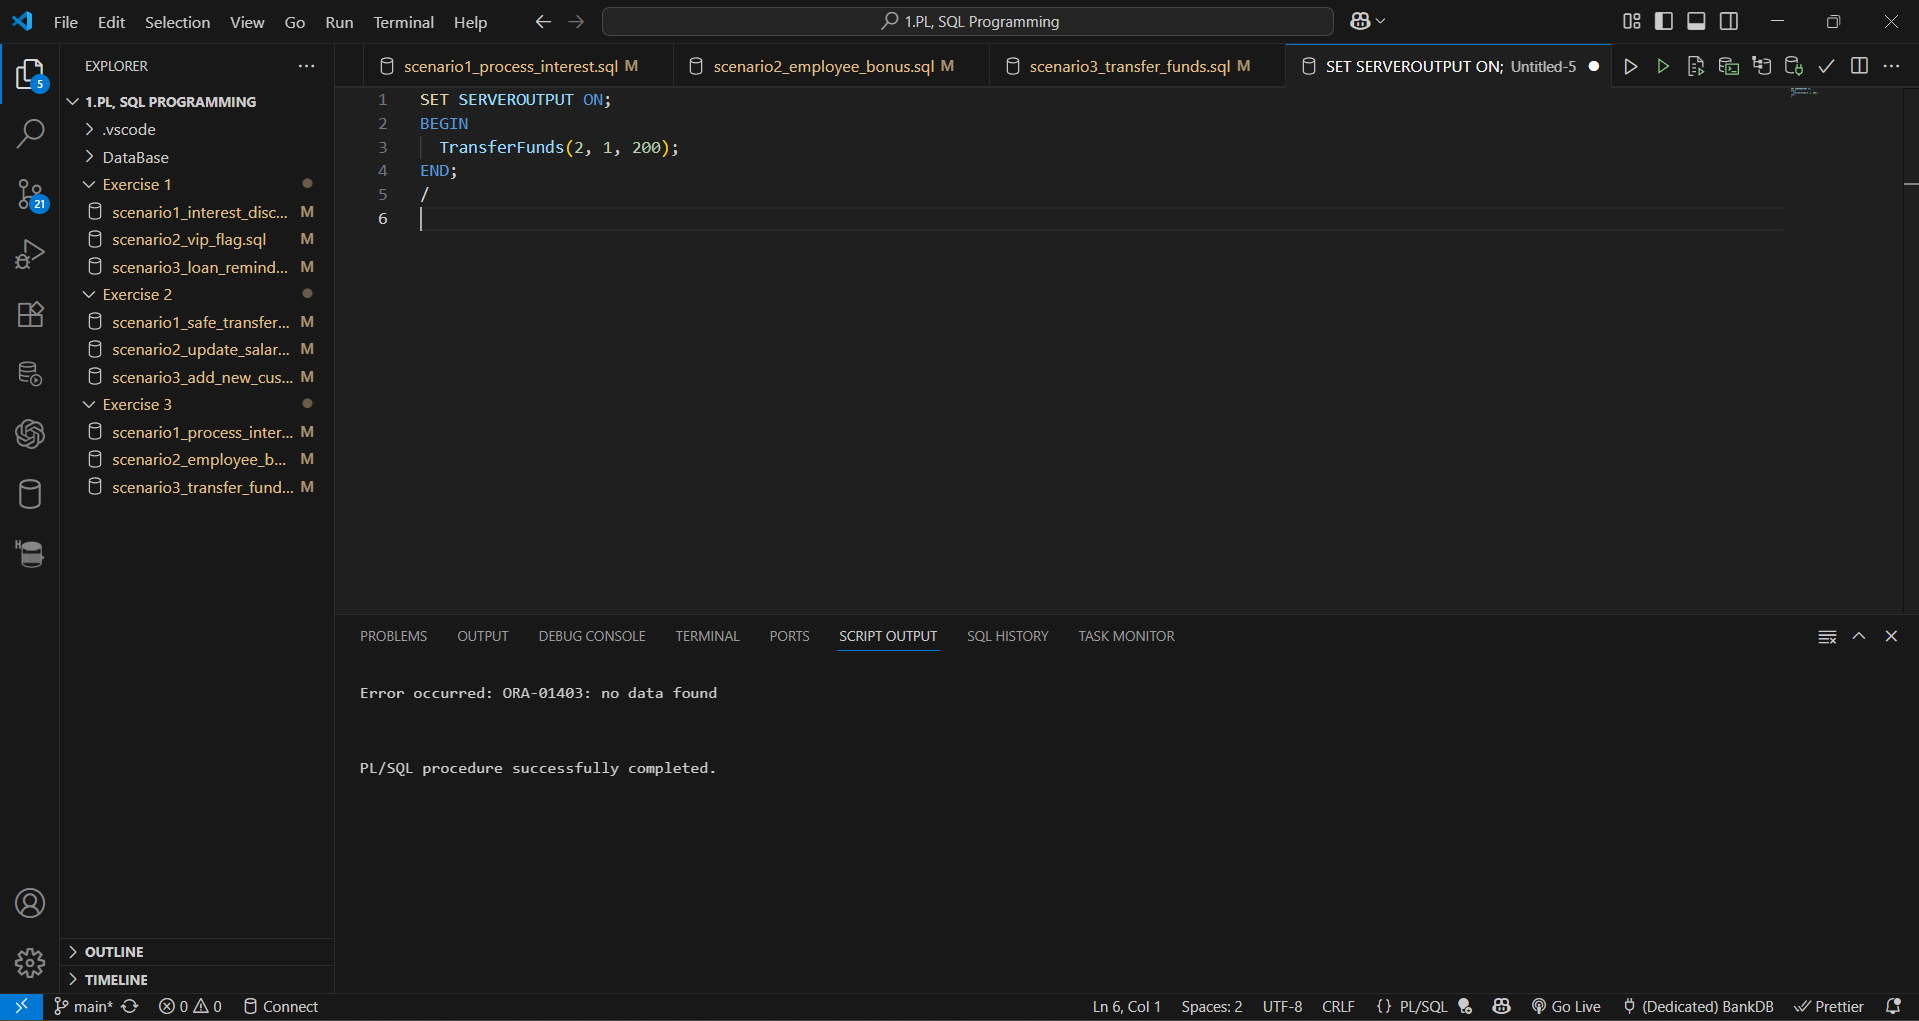 File Edit Selection View Go Run Terminal Help
1.PL, SQL Programming
EXPLORER
scenario1_process_interest.sql M
scenario2_employee_bonus.sql M
scenario3_transfer_funds.sql M
SET SERVEROUTPUT ON; Untitled-5
5
1.PL, SQL PROGRAMMING
.vscode
DataBase
Exercise 1
scenario1_interest_disc... M
scenario2_vip_flag.sql M
scenario3_loan_remind... M
Exercise 2
scenario1_safe_transfer... M
scenario2_update_salar... M
scenario3_add_new_cus... M
Exercise 3
scenario1_process_inter... M
scenario2_employee_b... M
scenario3_transfer_fund... M
21
H
OUTLINE
TIMELINE
1 SET SERVEROUTPUT ON;
2 BEGIN
3 TransferFunds(2, 1, 200);
4 END;
5 /
6
PROBLEMS OUTPUT DEBUG CONSOLE TERMINAL PORTS SCRIPT OUTPUT SQL HISTORY TASK MONITOR
Error occurred: ORA-01403: no data found
PL/SQL procedure successfully completed.
main* 0 0 Connect
Ln 6, Col 1 Spaces: 2 UTF-8 CRLF {} PL/SQL Go Live (Dedicated) BankDB Prettier